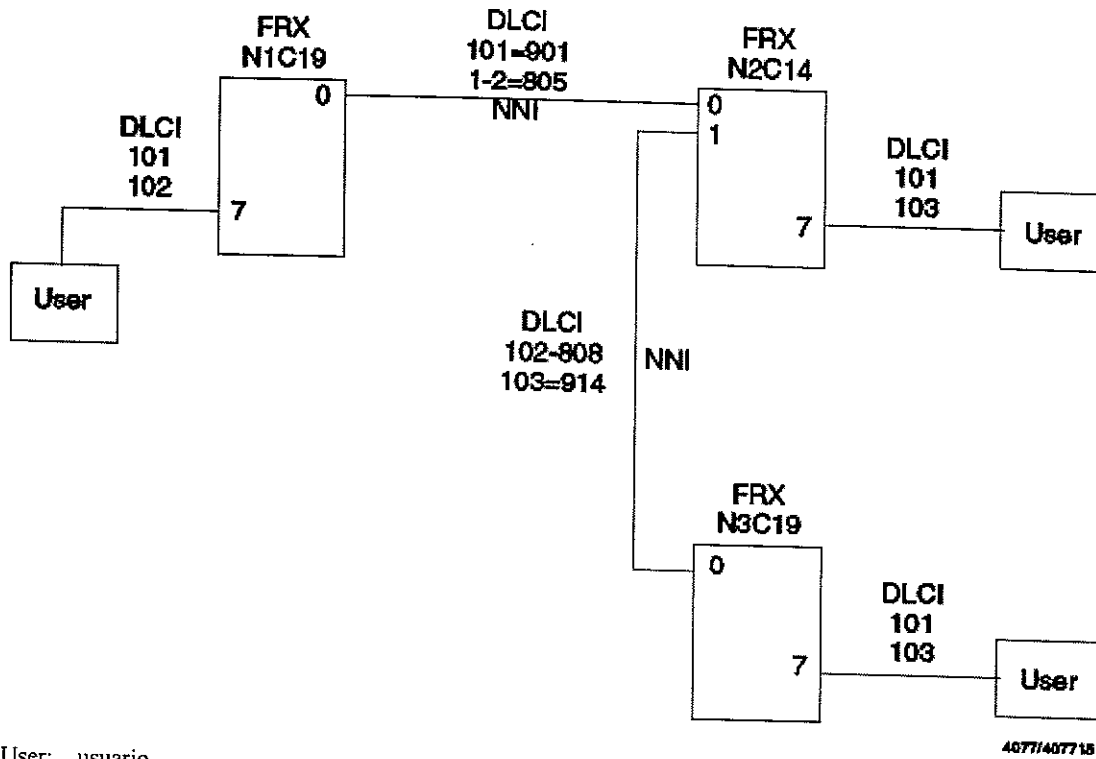 FRX
N1C19
0
7
DLCI
101=901
1-2=805
NNI
FRX
N2C14
0
1
7
DLCI
101
102
User
DLCI
101
103
User
DLCI
102-808
103=914
NNI
FRX
N3C19
0
7
DLCI
101
103
User
User: usuario
4077/407715